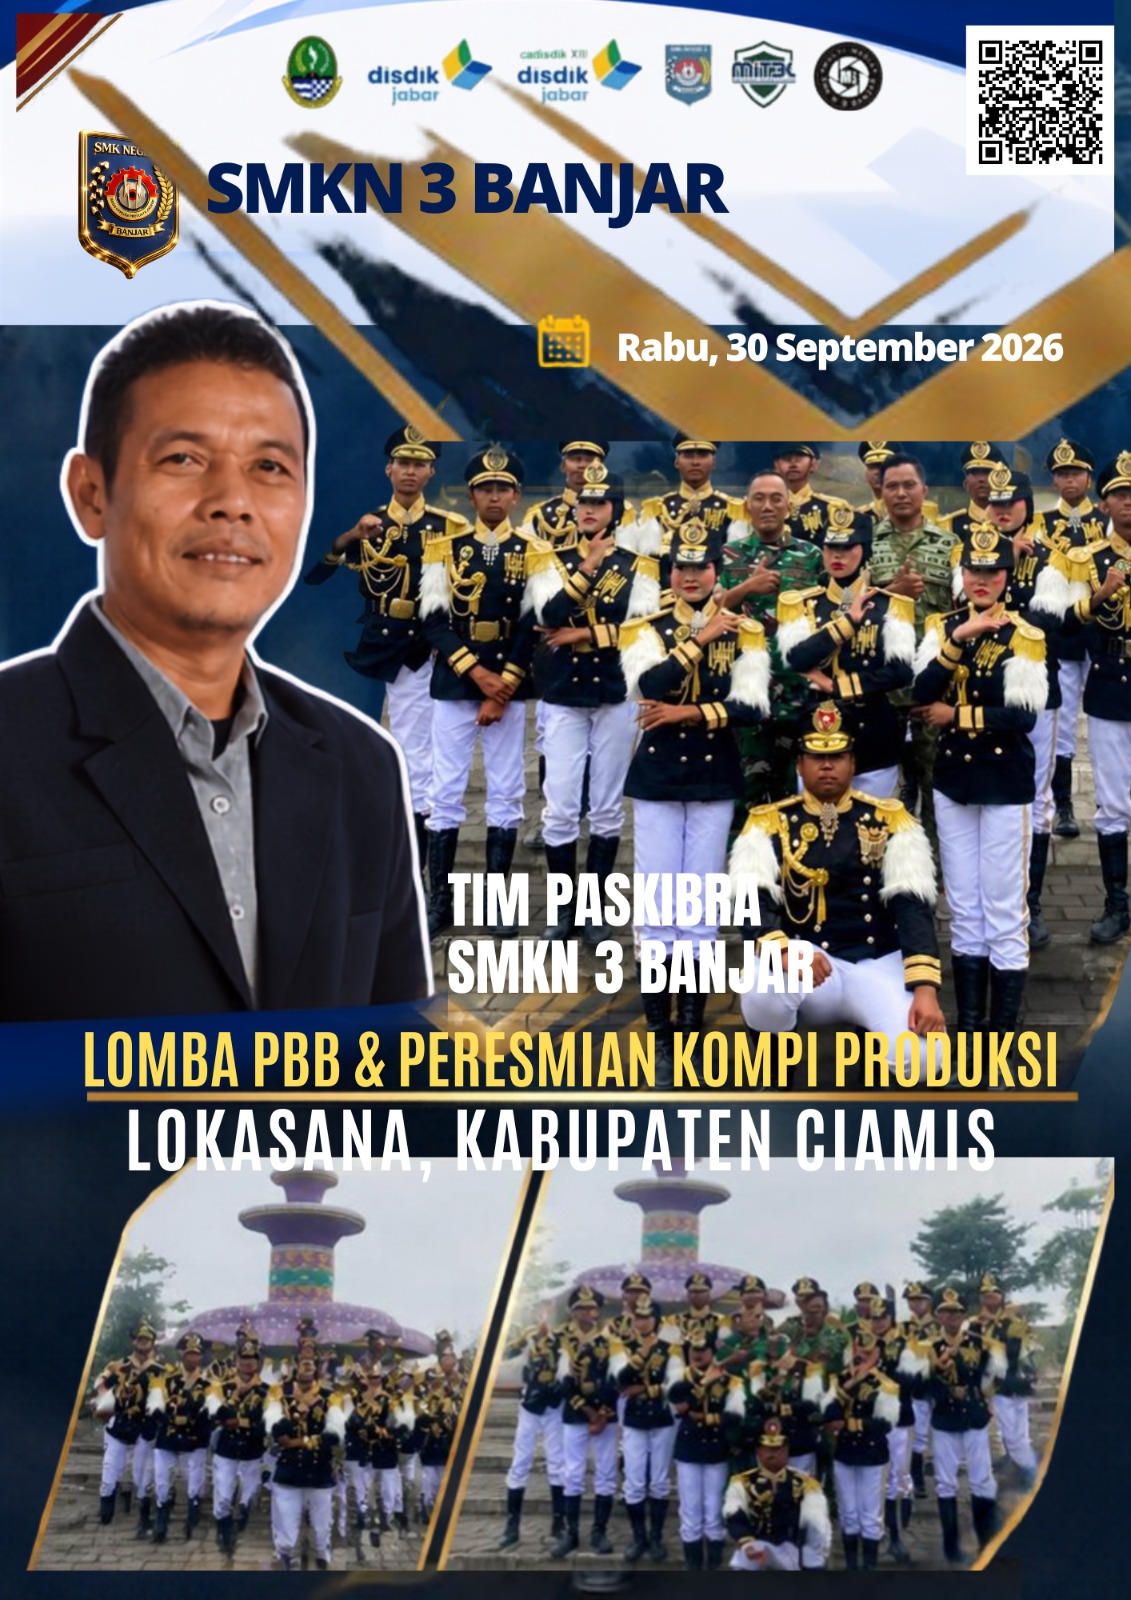 disdik
jabar
cadisdik XIII
disdik
jabar
SMKN 3 BANJAR
BANJAR
Rabu, 30 September 2026
TIM PASKIBRA
SMKN 3 BANJAR
LOMBA PBB & PERESMIAN KOMPI PRODUKSI
LOKASANA, KABUPATEN CIAMIS